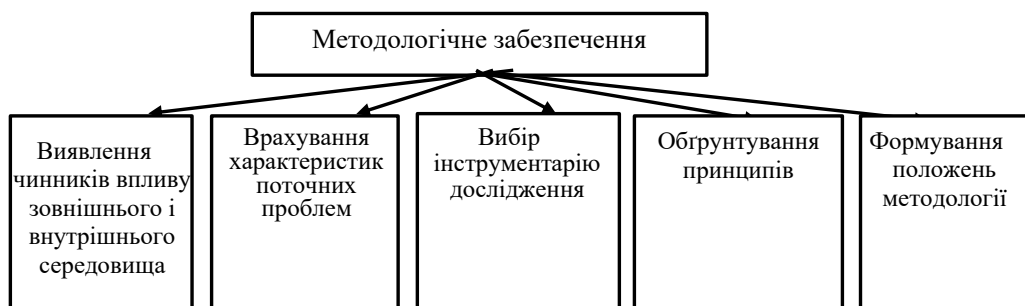 Методологічне забезпечення
Виявлення
чинників впливу
зовнішнього і
внутрішнього
середовища
Врахування
характеристик
поточних
проблем
Вибір
інструментарію
дослідження
Обґрунтування
принципів
Формування
положень
методології